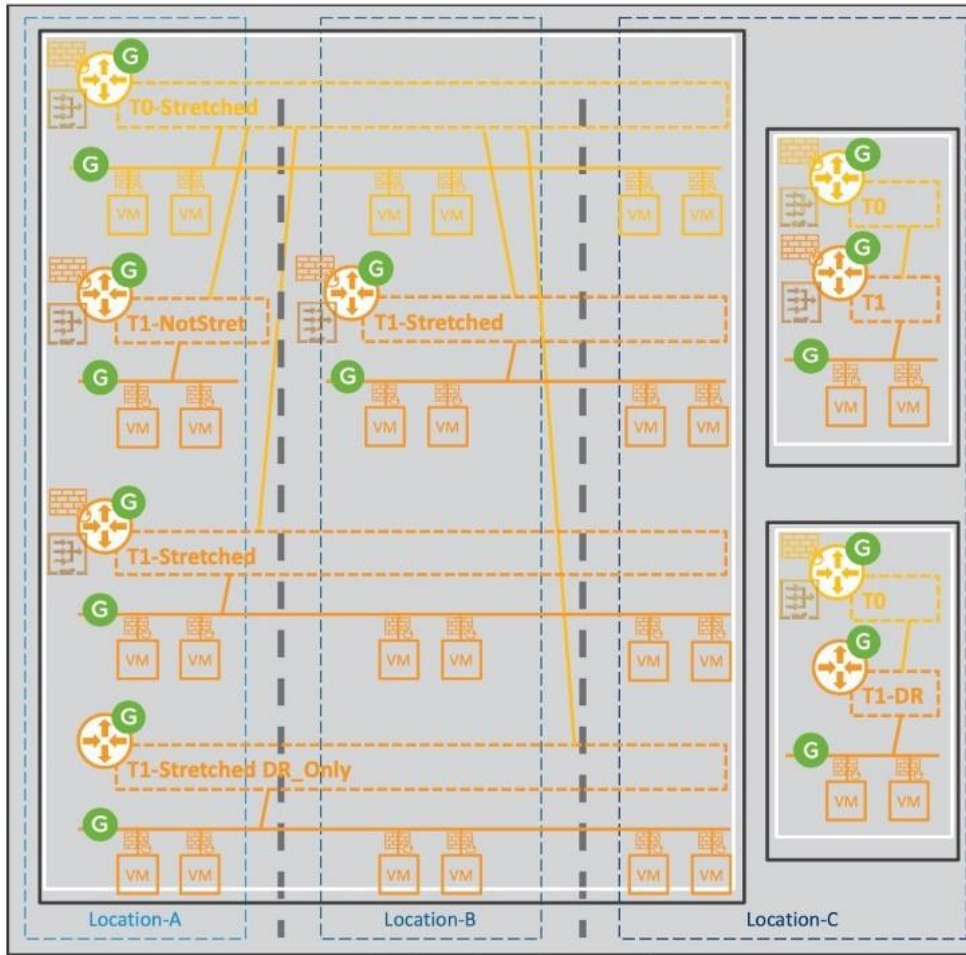 G
T0-Stretched
G
VM VM VM VM VM VM
G G
T1-NotStret T1-Stretched
G G
VM VM VM VM VM VM
G
T1-Stretched
G
VM VM VM VM VM VM
G
T1-Stretched DR_Only
G
VM VM VM VM VM VM
G
T0
G
T1
G
VM VM
G
T0
G
T1-DR
G
VM VM
Location-A Location-B Location-C